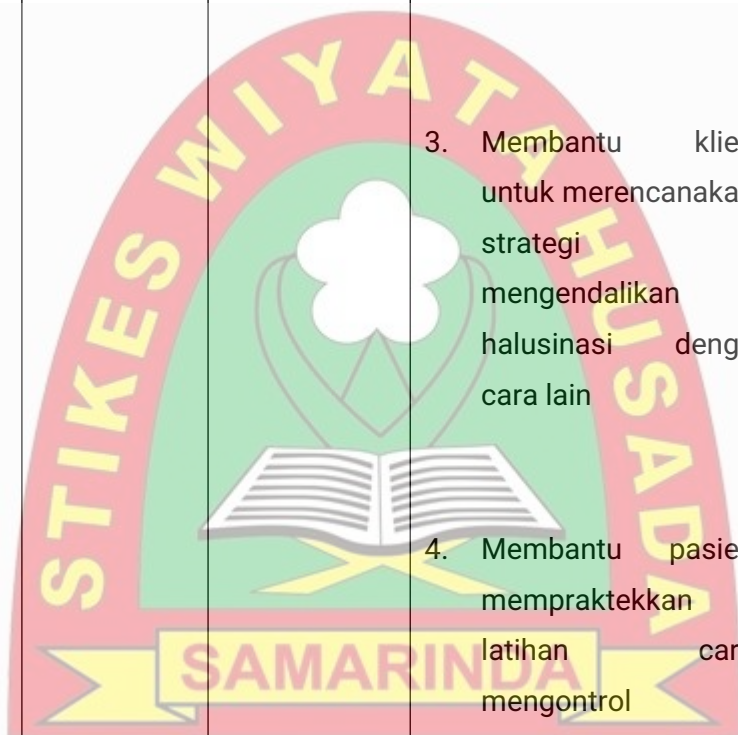 STIKES WIYATA HUSADA
3. Membantu klie
untuk merencanaka
strategi
mengendalikan
halusinasi deng
cara lain
4. Membantu pasie
mempraktekkan
latihan car
mengontrol
SAMARINDA